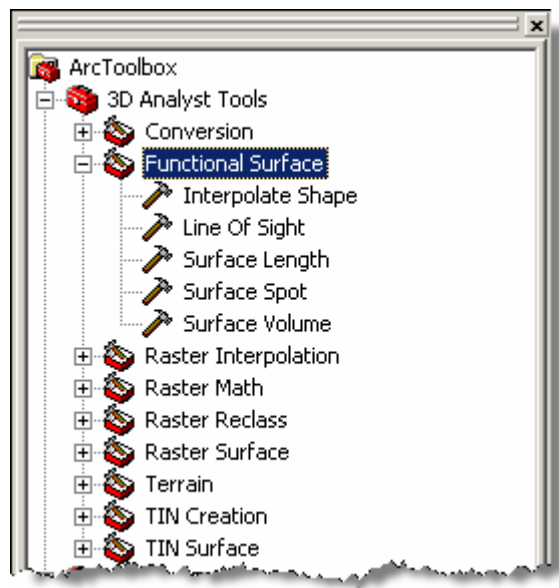 ArcToolbox
3D Analyst Tools
Conversion
Functional Surface
Interpolate Shape
Line Of Sight
Surface Length
Surface Spot
Surface Volume
Raster Interpolation
Raster Math
Raster Reclass
Raster Surface
Terrain
TIN Creation
TIN Surface